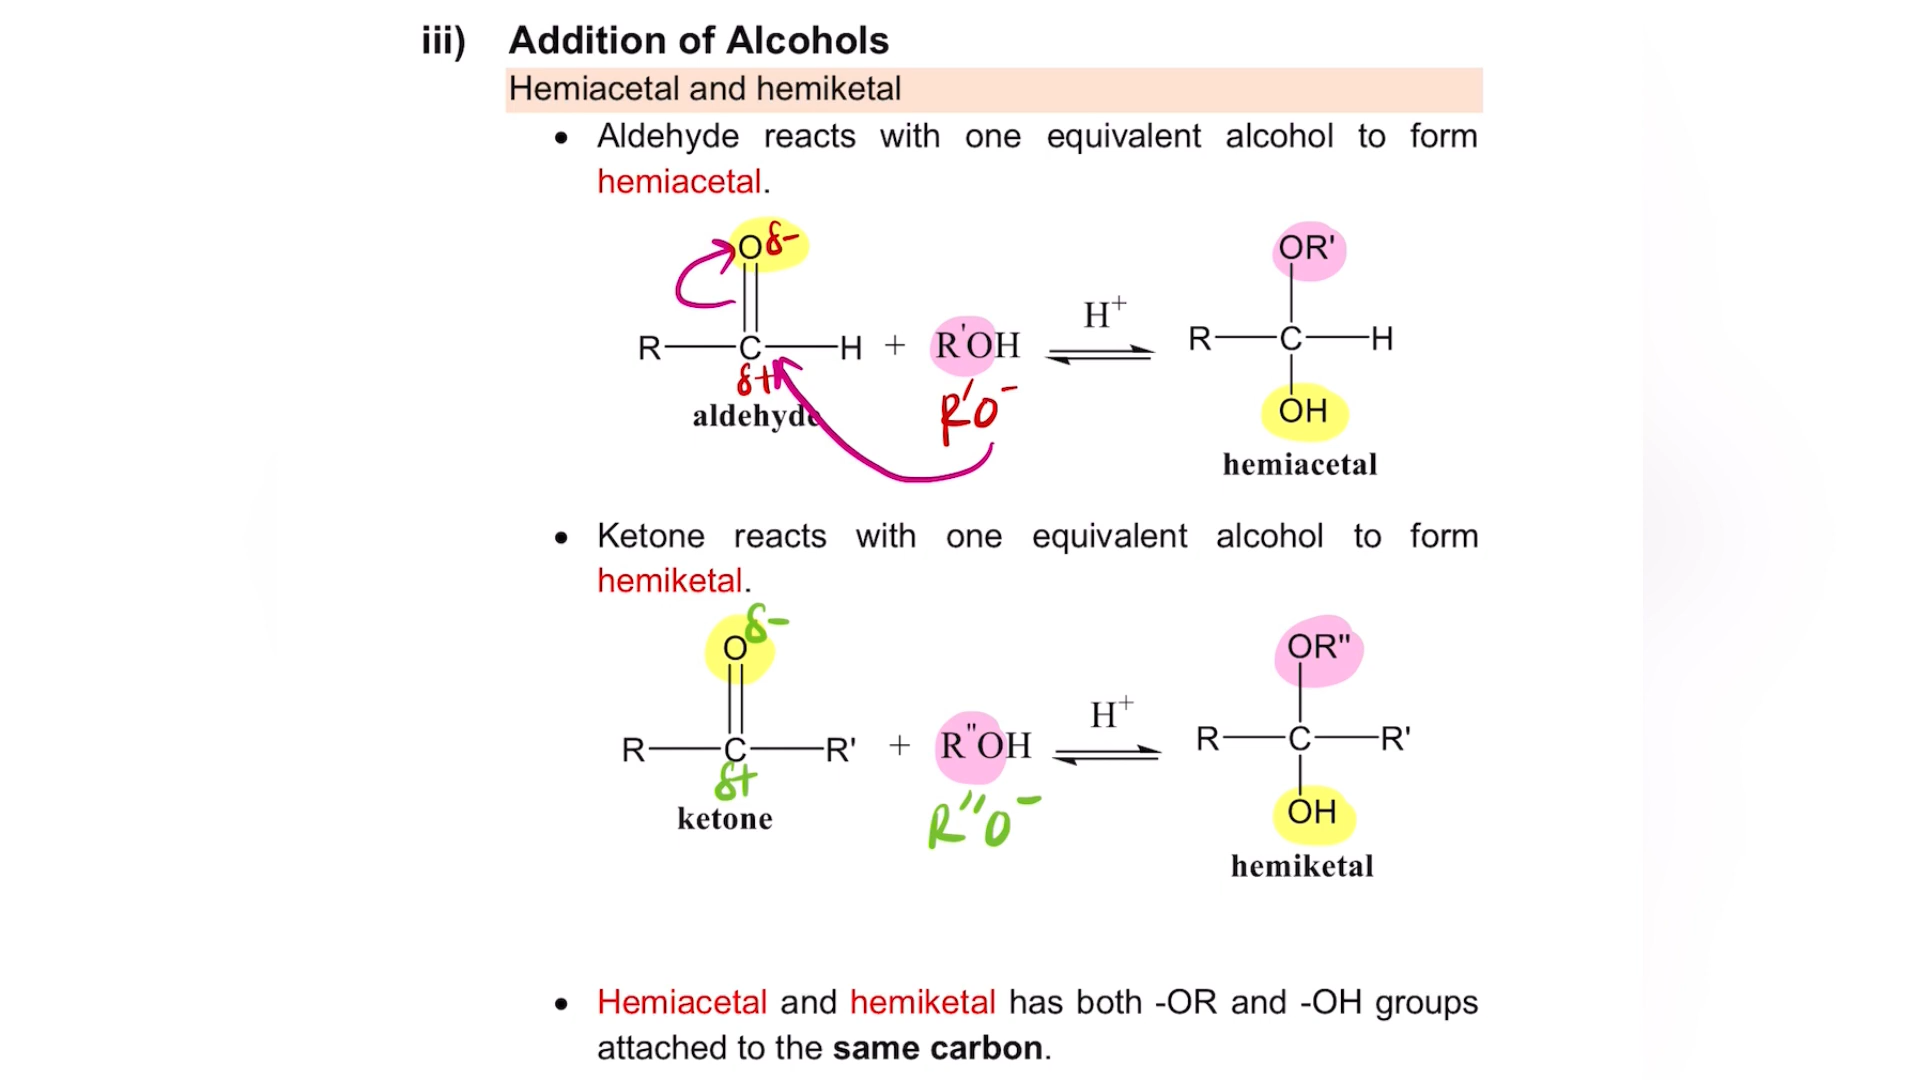 iii) Addition of Alcohols
Hemiacetal and hemiketal
• Aldehyde reacts with one equivalent alcohol to form
hemiacetal.
O δ-
OR'
H+
R C H + R'OH
R C H
δ+
R'O-
aldehyde
OH
hemiacetal
• Ketone reacts with one equivalent alcohol to form
hemiketal.
O δ-
OR"
H+
R C R' + R"OH
R C R'
δ+
R"O-
ketone
OH
hemiketal
• Hemiacetal and hemiketal has both -OR and -OH groups
attached to the same carbon.